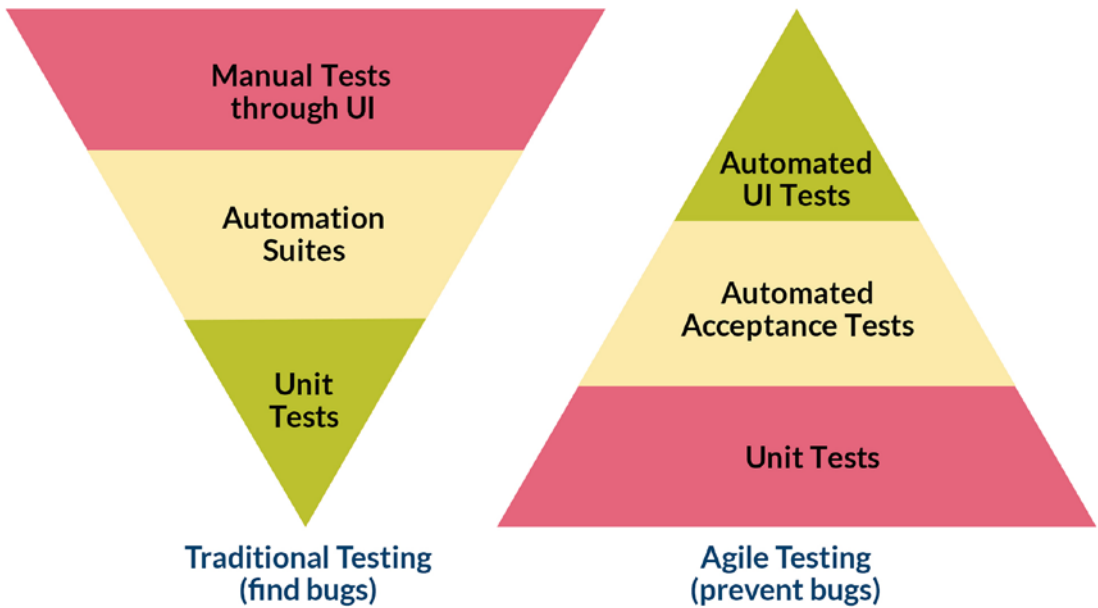 Manual Tests
through UI
Automation
Suites
Unit
Tests
Traditional Testing
(find bugs)
Automated
UI Tests
Automated
Acceptance Tests
Unit Tests
Agile Testing
(prevent bugs)